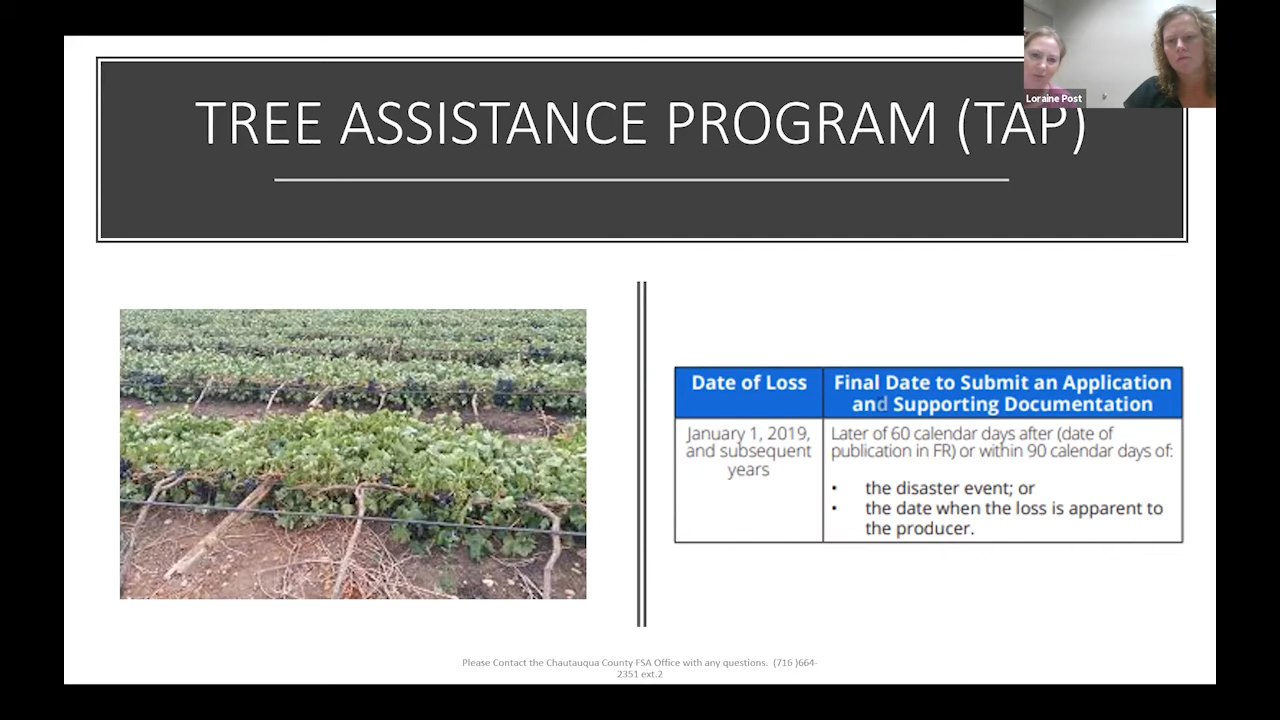 TREE ASSISTANCE PROGRAM (TAP)
Loraine Post
Date of Loss
Final Date to Submit an Application
and Supporting Documentation
January 1, 2019,
and subsequent
years
Later of 60 calendar days after (date of
publication in FR) or within 90 calendar days of:
• the disaster event; or
• the date when the loss is apparent to
the producer.
Please Contact the Chautauqua County FSA Office with any questions. (716 )664-
2351 ext.2